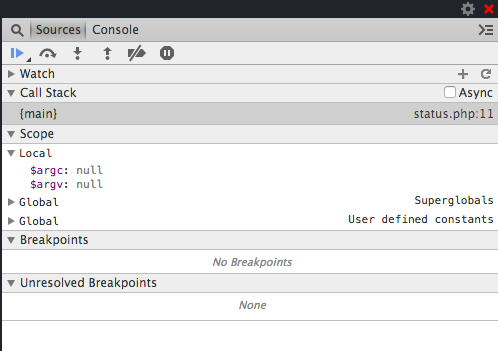 Sources Console
Watch
Call Stack Async
{main} status.php:11
Scope
Local
$argc: null
$argv: null
Global Superglobals
Global User defined constants
Breakpoints
No Breakpoints
Unresolved Breakpoints
None